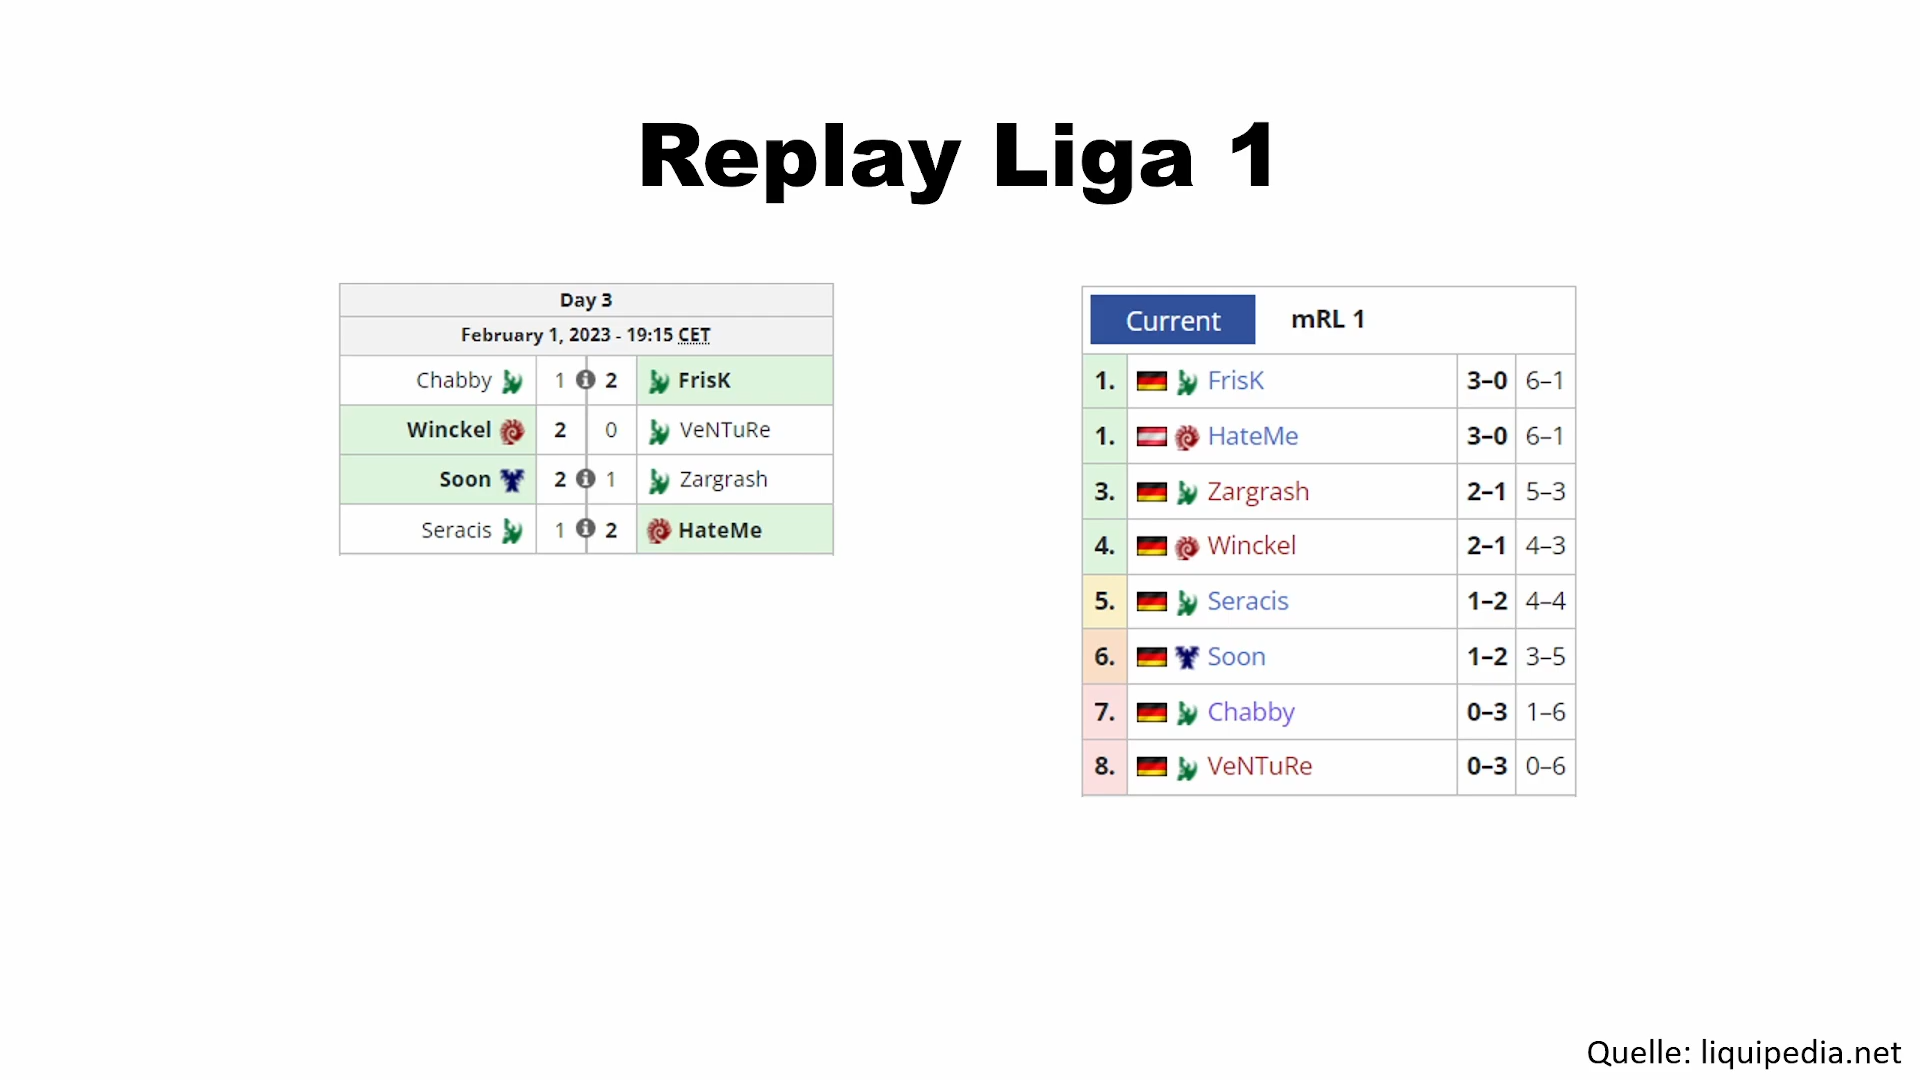 Replay Liga 1
Day 3
February 1, 2023 - 19:15 CET
Chabby 1 2 FrisK
Winckel 2 0 VeNTuRe
Soon 2 1 Zargrash
Seracis 1 2 HateMe
Current mRL 1
1. FrisK 3–0 6–1
1. HateMe 3–0 6–1
3. Zargrash 2–1 5–3
4. Winckel 2–1 4–3
5. Seracis 1–2 4–4
6. Soon 1–2 3–5
7. Chabby 0–3 1–6
8. VeNTuRe 0–3 0–6
Quelle: liquipedia.net